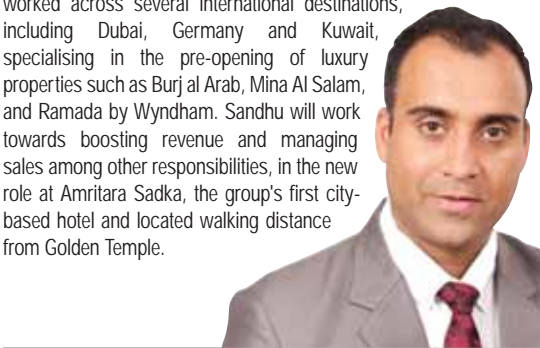 worked across several international destinations,
including Dubai, Germany and Kuwait,
specialising in the pre-opening of luxury
properties such as Burj al Arab, Mina Al Salam,
and Ramada by Wyndham. Sandhu will work
towards boosting revenue and managing
sales among other responsibilities, in the new
role at Amritara Sadka, the group's first city-
based hotel and located walking distance
from Golden Temple.